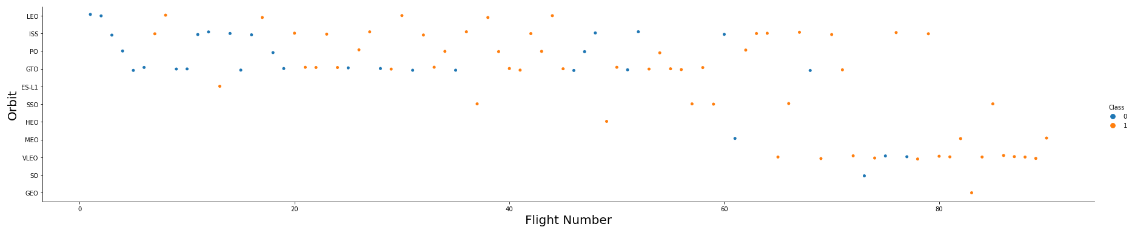 LEO
ISS
PO
GTO
ES-L1
SSO
HEO
MEO
VLEO
SO
GEO
Orbit
0 20 40 60 80
Flight Number
Class
0
1